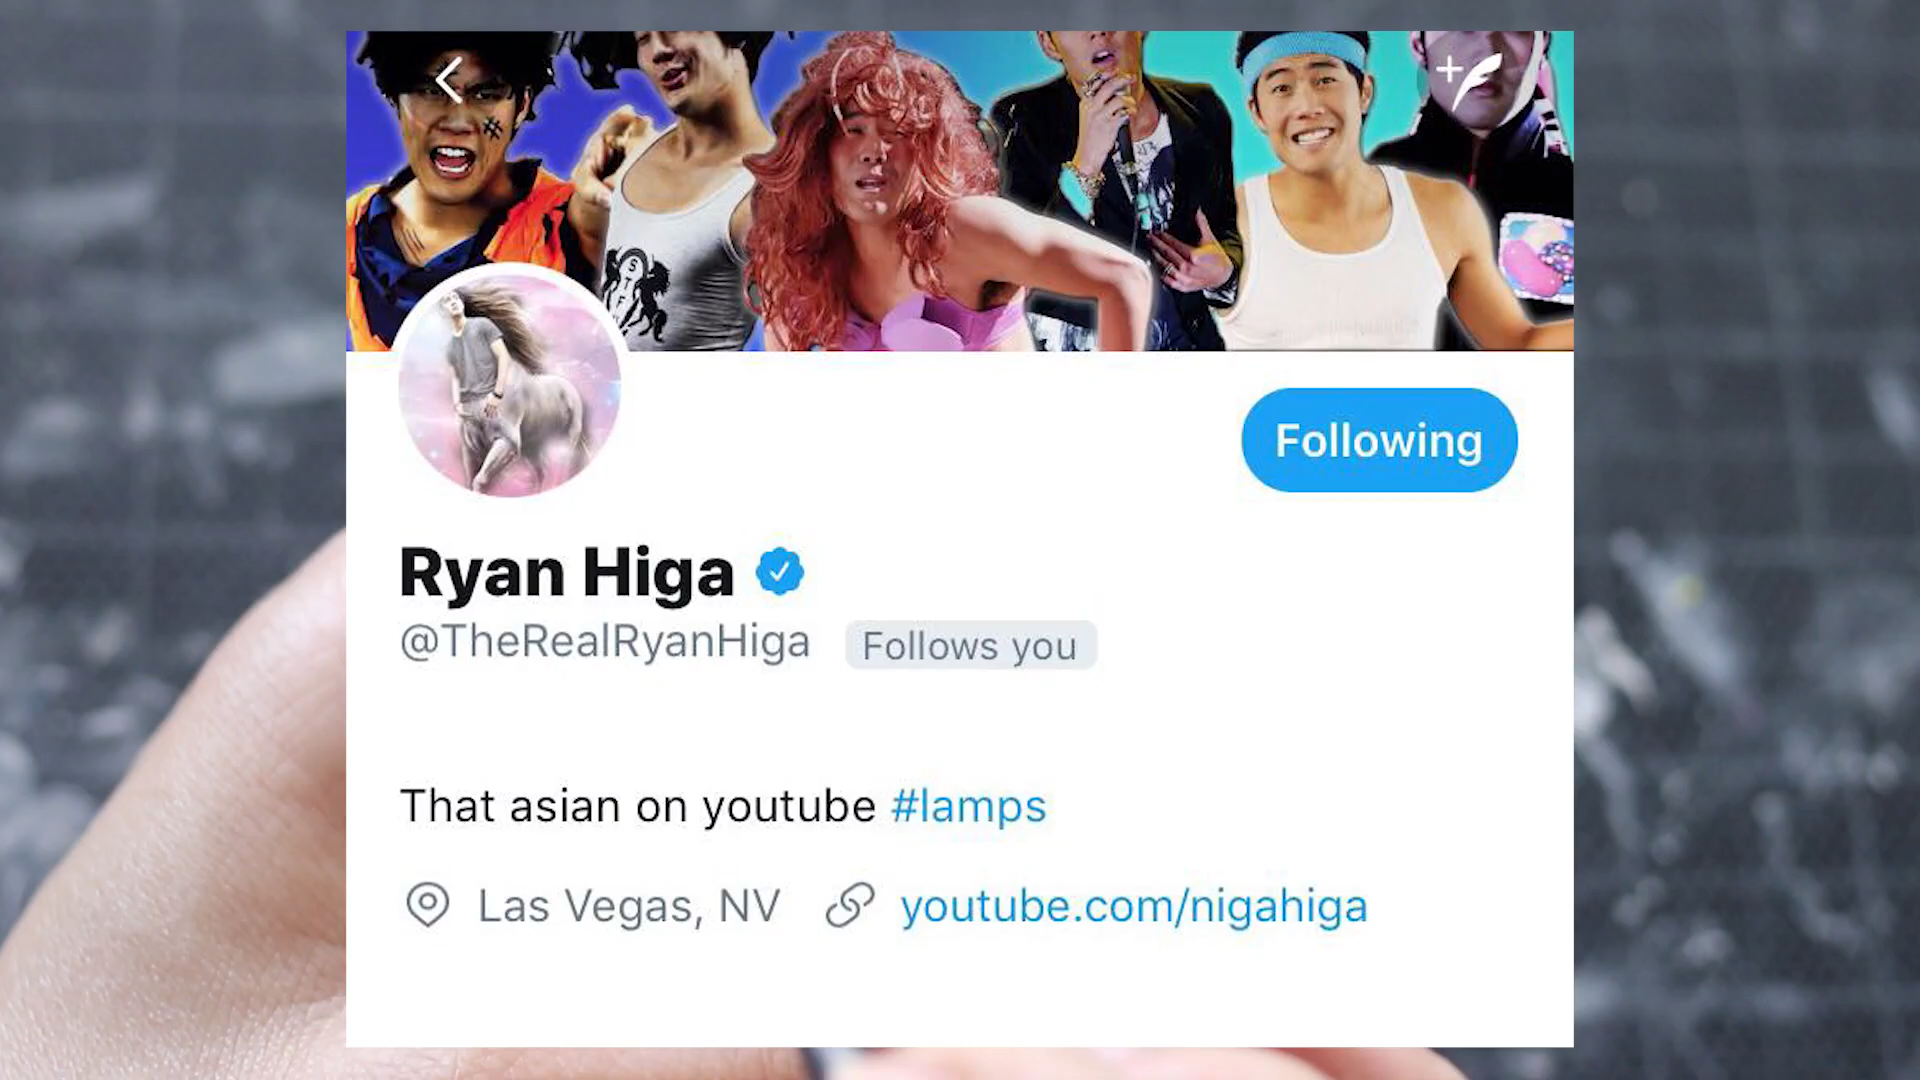 Following
Ryan Higa
@TheRealRyanHiga Follows you
That asian on youtube #lamps
Las Vegas, NV youtube.com/nigahiga